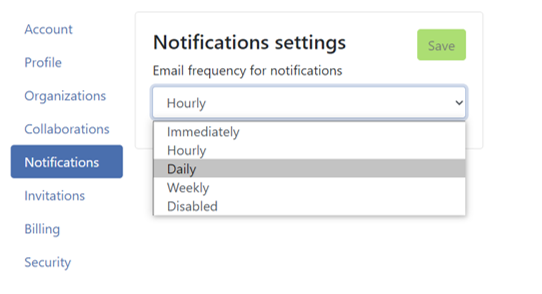 Account
Profile
Organizations
Collaborations
Notifications
Invitations
Billing
Security
Notifications settings
Save
Email frequency for notifications
Hourly
Immediately
Hourly
Daily
Weekly
Disabled